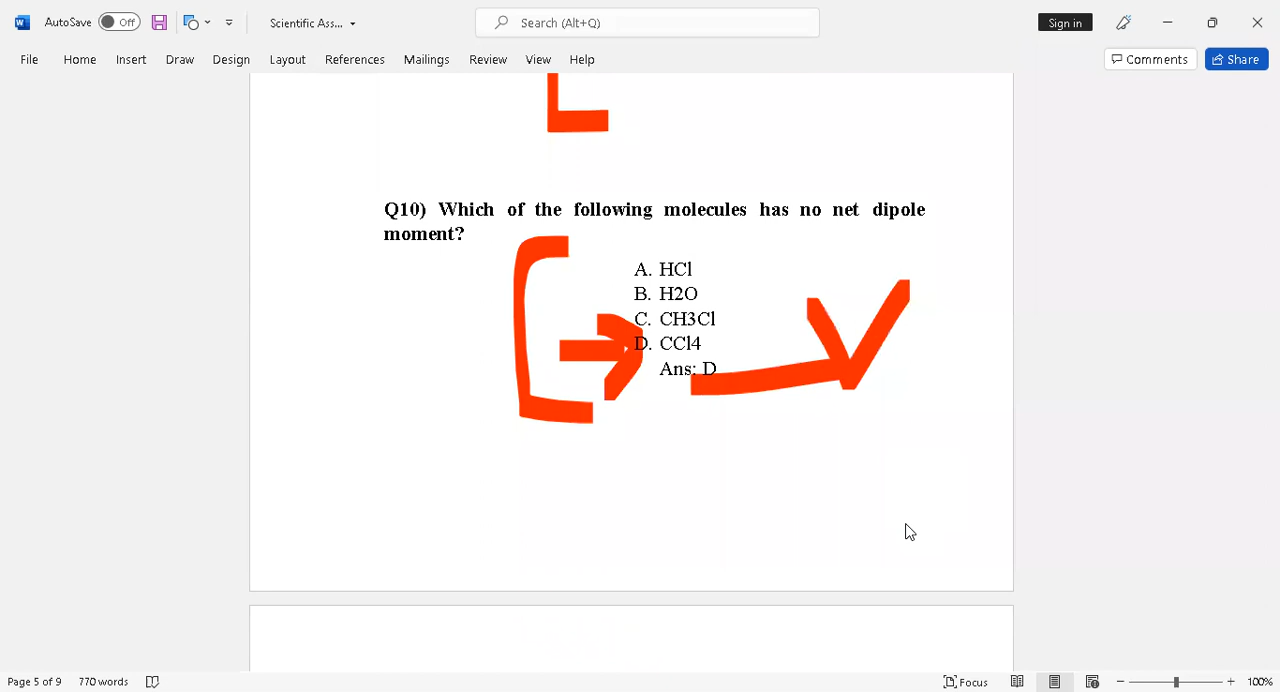 AutoSave Off Scientific Ass... Search (Alt+Q) Sign in
File Home Insert Draw Design Layout References Mailings Review View Help Comments Share
Q10) Which of the following molecules has no net dipole
moment?
A. HCl
B. H2O
C. CH3Cl
D. CCl4
Ans: D
Page 5 of 9 770 words Focus 100%